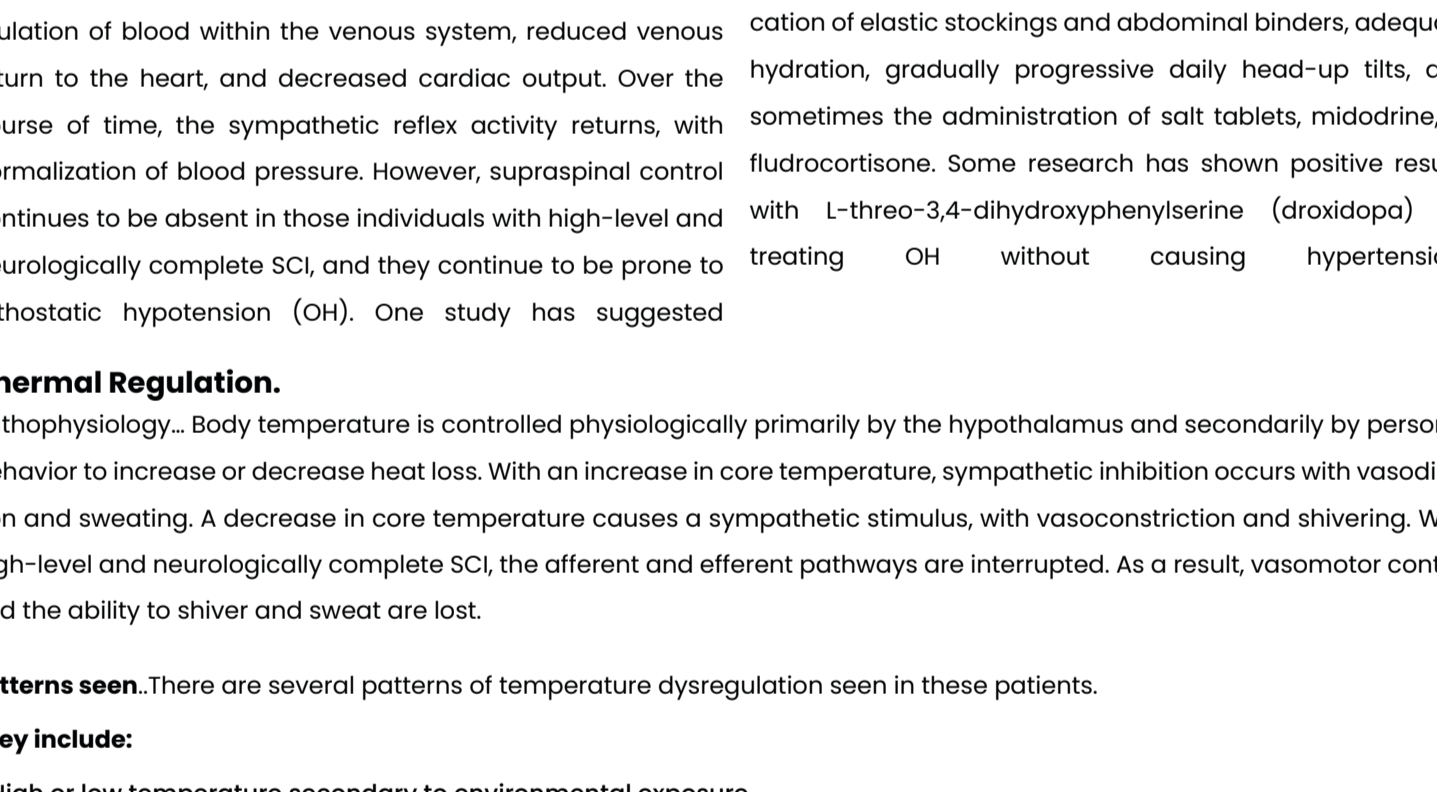 ulation of blood within the venous system, reduced venous
turn to the heart, and decreased cardiac output. Over the
urse of time, the sympathetic reflex activity returns, with
rmalization of blood pressure. However, supraspinal control
ntinues to be absent in those individuals with high-level and
urologically complete SCI, and they continue to be prone to
thostatic hypotension (OH). One study has suggested
cation of elastic stockings and abdominal binders, adequ
hydration, gradually progressive daily head-up tilts,
sometimes the administration of salt tablets, midodrine,
fludrocortisone. Some research has shown positive resu
with L-threo-3,4-dihydroxyphenylserine (droxidopa)
treating OH without causing hypertensi
hermal Regulation.
thophysiology… Body temperature is controlled physiologically primarily by the hypothalamus and secondarily by perso
ehavior to increase or decrease heat loss. With an increase in core temperature, sympathetic inhibition occurs with vasodi
n and sweating. A decrease in core temperature causes a sympathetic stimulus, with vasoconstriction and shivering. W
gh-level and neurologically complete SCI, the afferent and efferent pathways are interrupted. As a result, vasomotor cont
d the ability to shiver and sweat are lost.
tterns seen..There are several patterns of temperature dysregulation seen in these patients.
ey include:
High or low temperature secondary to environmental exposure